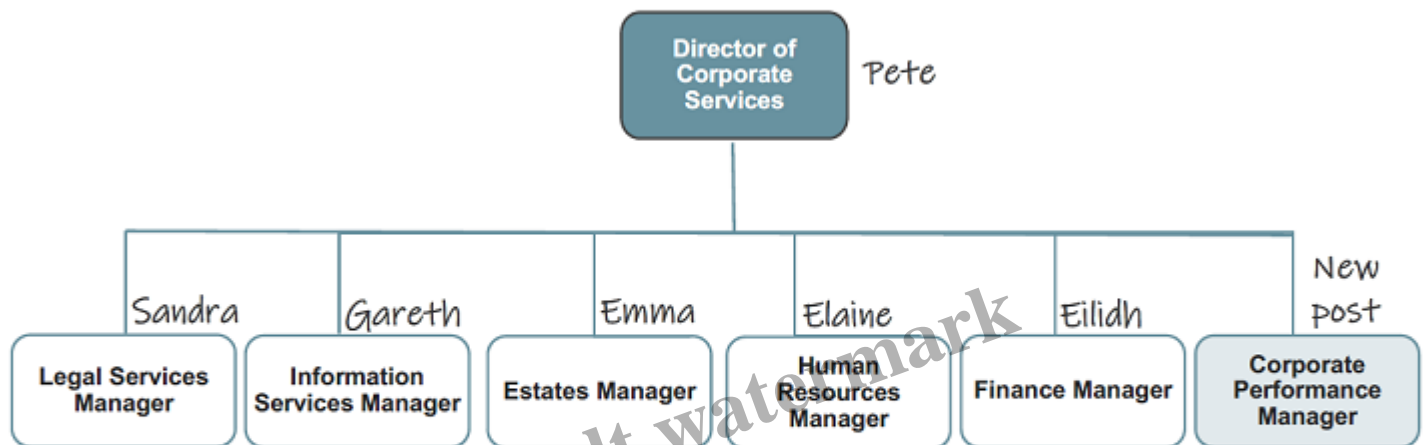 Director of
Corporate
Services
Pete
Sandra
Gareth
Emma
Elaine
Eilidh
New
post
Legal Services
Manager
Information
Services Manager
Estates Manager
Human
Resources
Manager
Finance Manager
Corporate
Performance
Manager
watermark